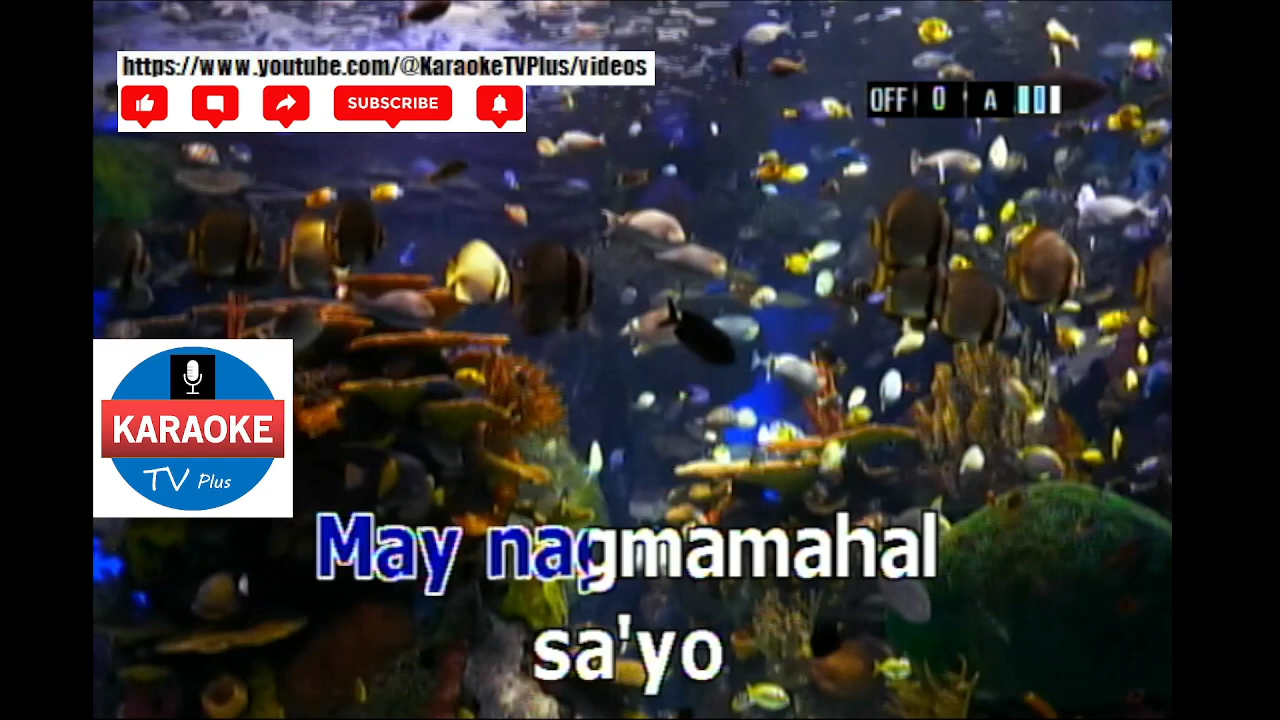 https://www.youtube.com/@KaraokeTVPlus/videos
SUBSCRIBE
OFF 0 A
KARAOKE
TV Plus
May nagmamahal
sa'yo